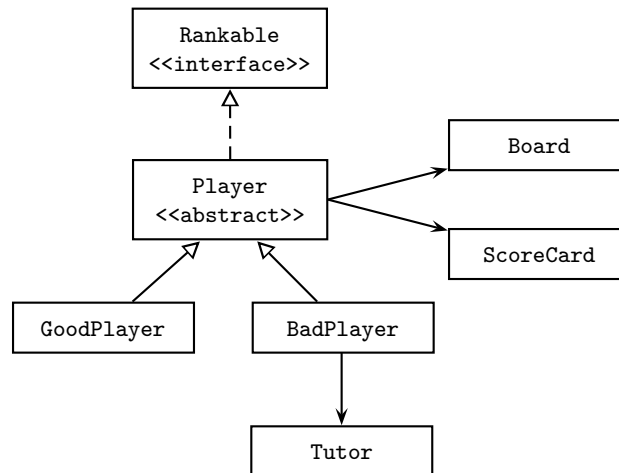 Rankable
<<interface>>
Player
<<abstract>>
Board
ScoreCard
GoodPlayer
BadPlayer
Tutor